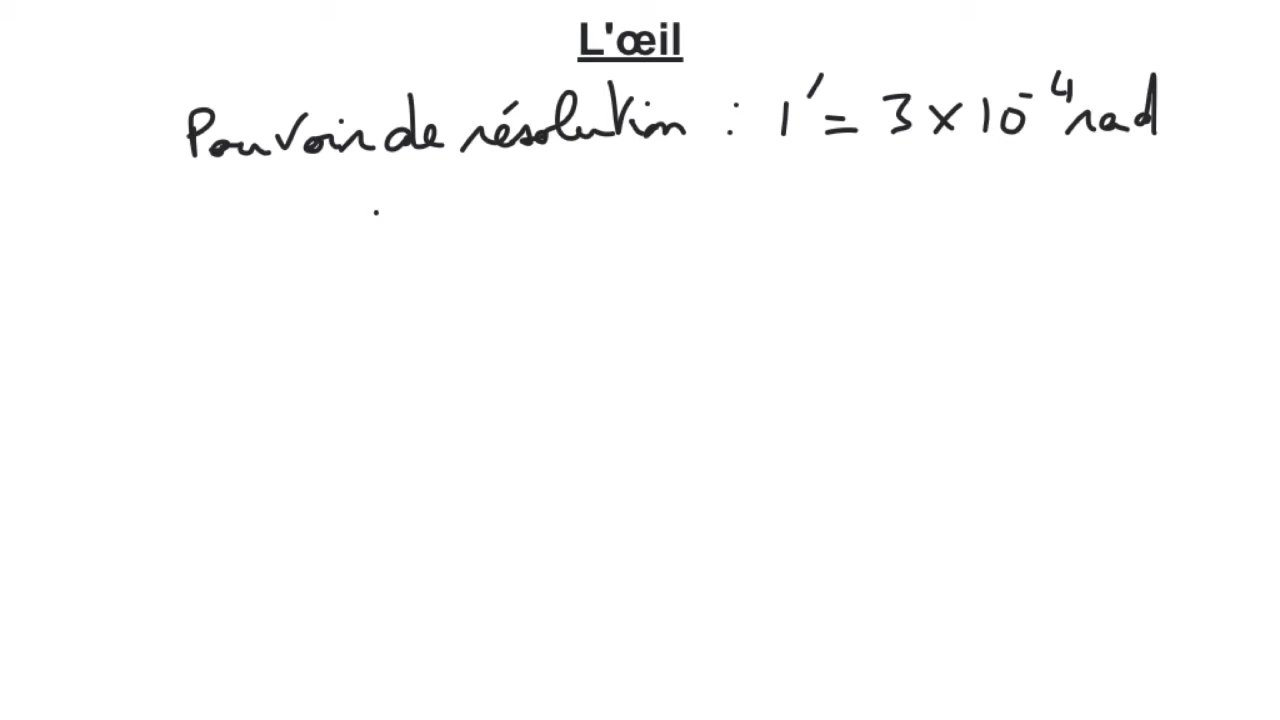 L'œil
Pouvoir de résolution : 1' = 3 × 10⁻⁴ rad